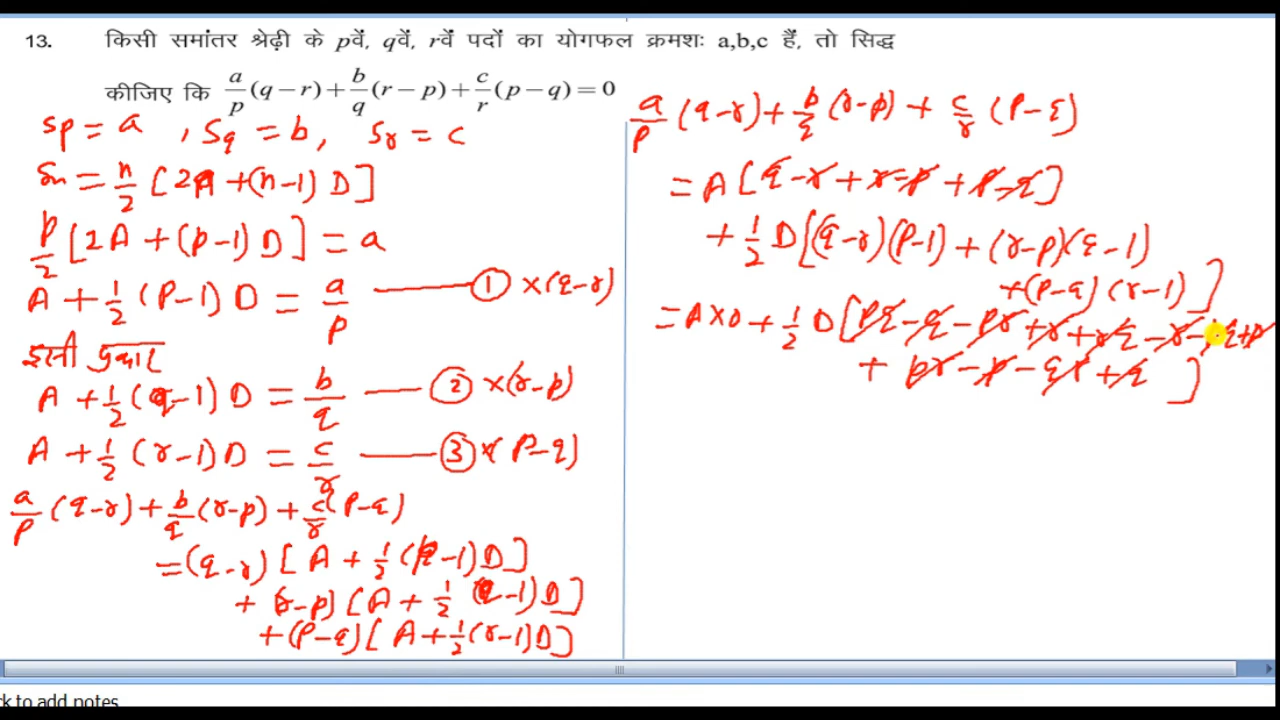 13. किसी समांतर श्रेढ़ी के pवें, qवें, rवें पदों का योगफल क्रमशः a,b,c हैं, तो सिद्ध
कीजिए कि a/p (q − r) + b/q (r − p) + c/r (p − q) = 0
Sp = a , Sq = b, Sr = c
Sn = n/2 [2A + (n-1) D]
p/2 [2A + (p-1) D] = a
A + 1/2 (P-1) D = a/p —— ① ×(q-r)
इसी प्रकार
A + 1/2 (q-1) D = b/q —— ② ×(r-p)
A + 1/2 (r-1) D = c/r —— ③ ×(P-q)
a/p (q-r) + b/q (r-p) + c/r (P-q)
= (q-r) [A + 1/2 (p-1) D]
+ (r-p) [A + 1/2 (q-1) D]
+ (P-q) [A + 1/2 (r-1) D]
a/p (q-r) + b/q (r-p) + c/r (P-q)
= A [q-r + r-p + p-q]
+ 1/2 D [(q-r) (P-1) + (r-p) (q-1)
+ (P-q) (r-1)]
= A×0 + 1/2 D [pq - q - pr + r + rq - r - pq + p
+ pr - p - qr + q ]
ck to add notes